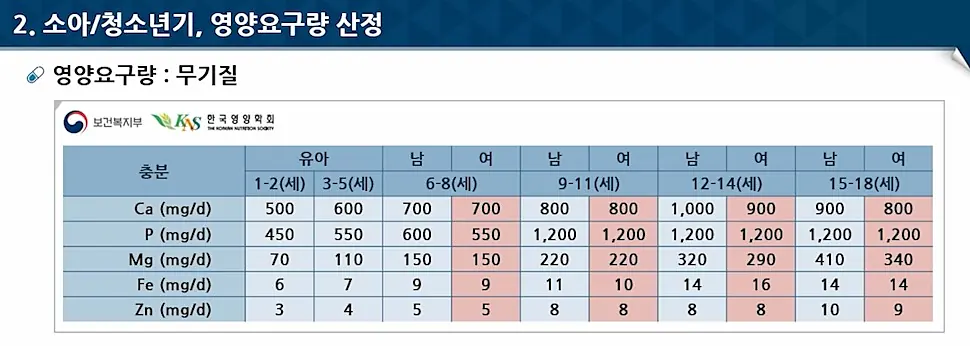 2. 소아/청소년기, 영양요구량 산정
영양요구량 : 무기질
보건복지부 KNS 한국영양학회
THE KOREAN NUTRITION SOCIETY
충분 유아 남 여 남 여 남 여 남 여
1-2(세) 3-5(세) 6-8(세) 9-11(세) 12-14(세) 15-18(세)
Ca (mg/d) 500 600 700 700 800 800 1,000 900 900 800
P (mg/d) 450 550 600 550 1,200 1,200 1,200 1,200 1,200 1,200
Mg (mg/d) 70 110 150 150 220 220 320 290 410 340
Fe (mg/d) 6 7 9 9 11 10 14 16 14 14
Zn (mg/d) 3 4 5 5 8 8 8 8 10 9